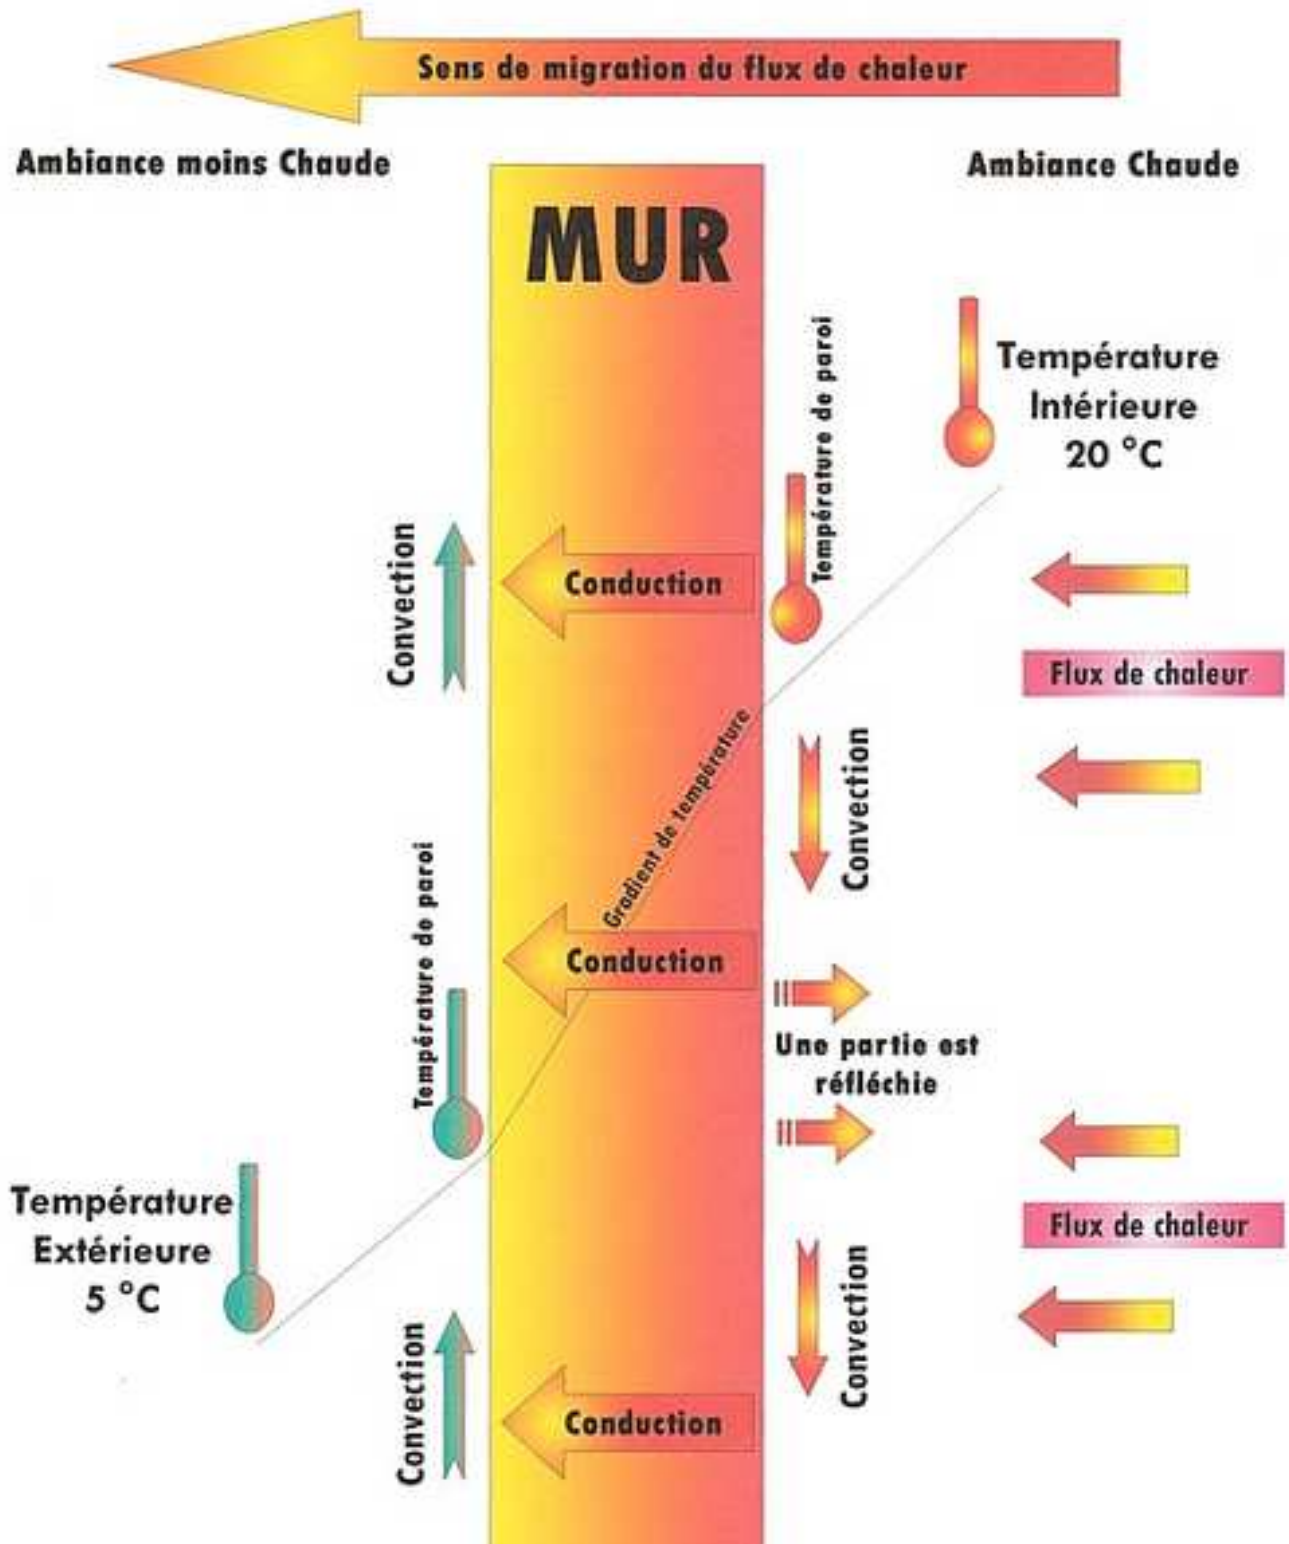 Sens de migration du flux de chaleur
Ambiance moins Chaude
Ambiance Chaude
MUR
Température de paroi
Température
Intérieure
20 °C
Convection
Conduction
Flux de chaleur
Gradient de température
Convection
Température de paroi
Conduction
Une partie est
réfléchie
Température
Extérieure
5 °C
Flux de chaleur
Convection
Convection
Conduction